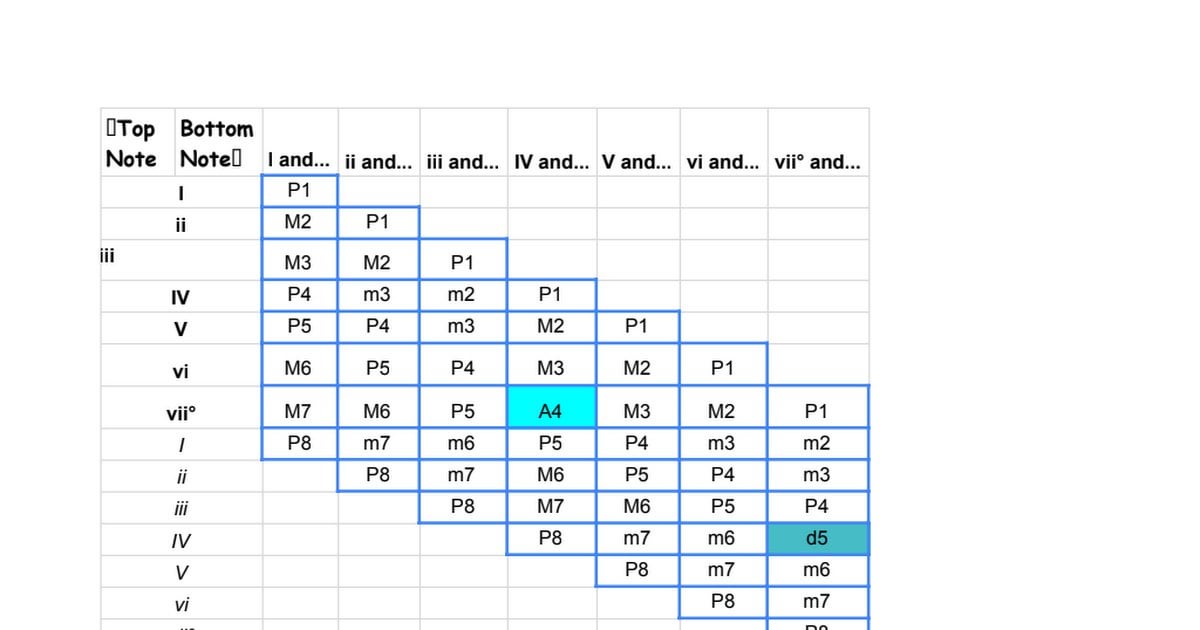 Top Bottom
Note Note I and... ii and... iii and... IV and... V and... vi and... vii° and...
I P1
ii M2 P1
iii M3 M2 P1
IV P4 m3 m2 P1
V P5 P4 m3 M2 P1
vi M6 P5 P4 M3 M2 P1
vii° M7 M6 P5 A4 M3 M2 P1
I P8 m7 m6 P5 P4 m3 m2
ii P8 m7 M6 P5 P4 m3
iii P8 M7 M6 P5 P4
IV P8 m7 m6 d5
V P8 m7 m6
vi P8 m7